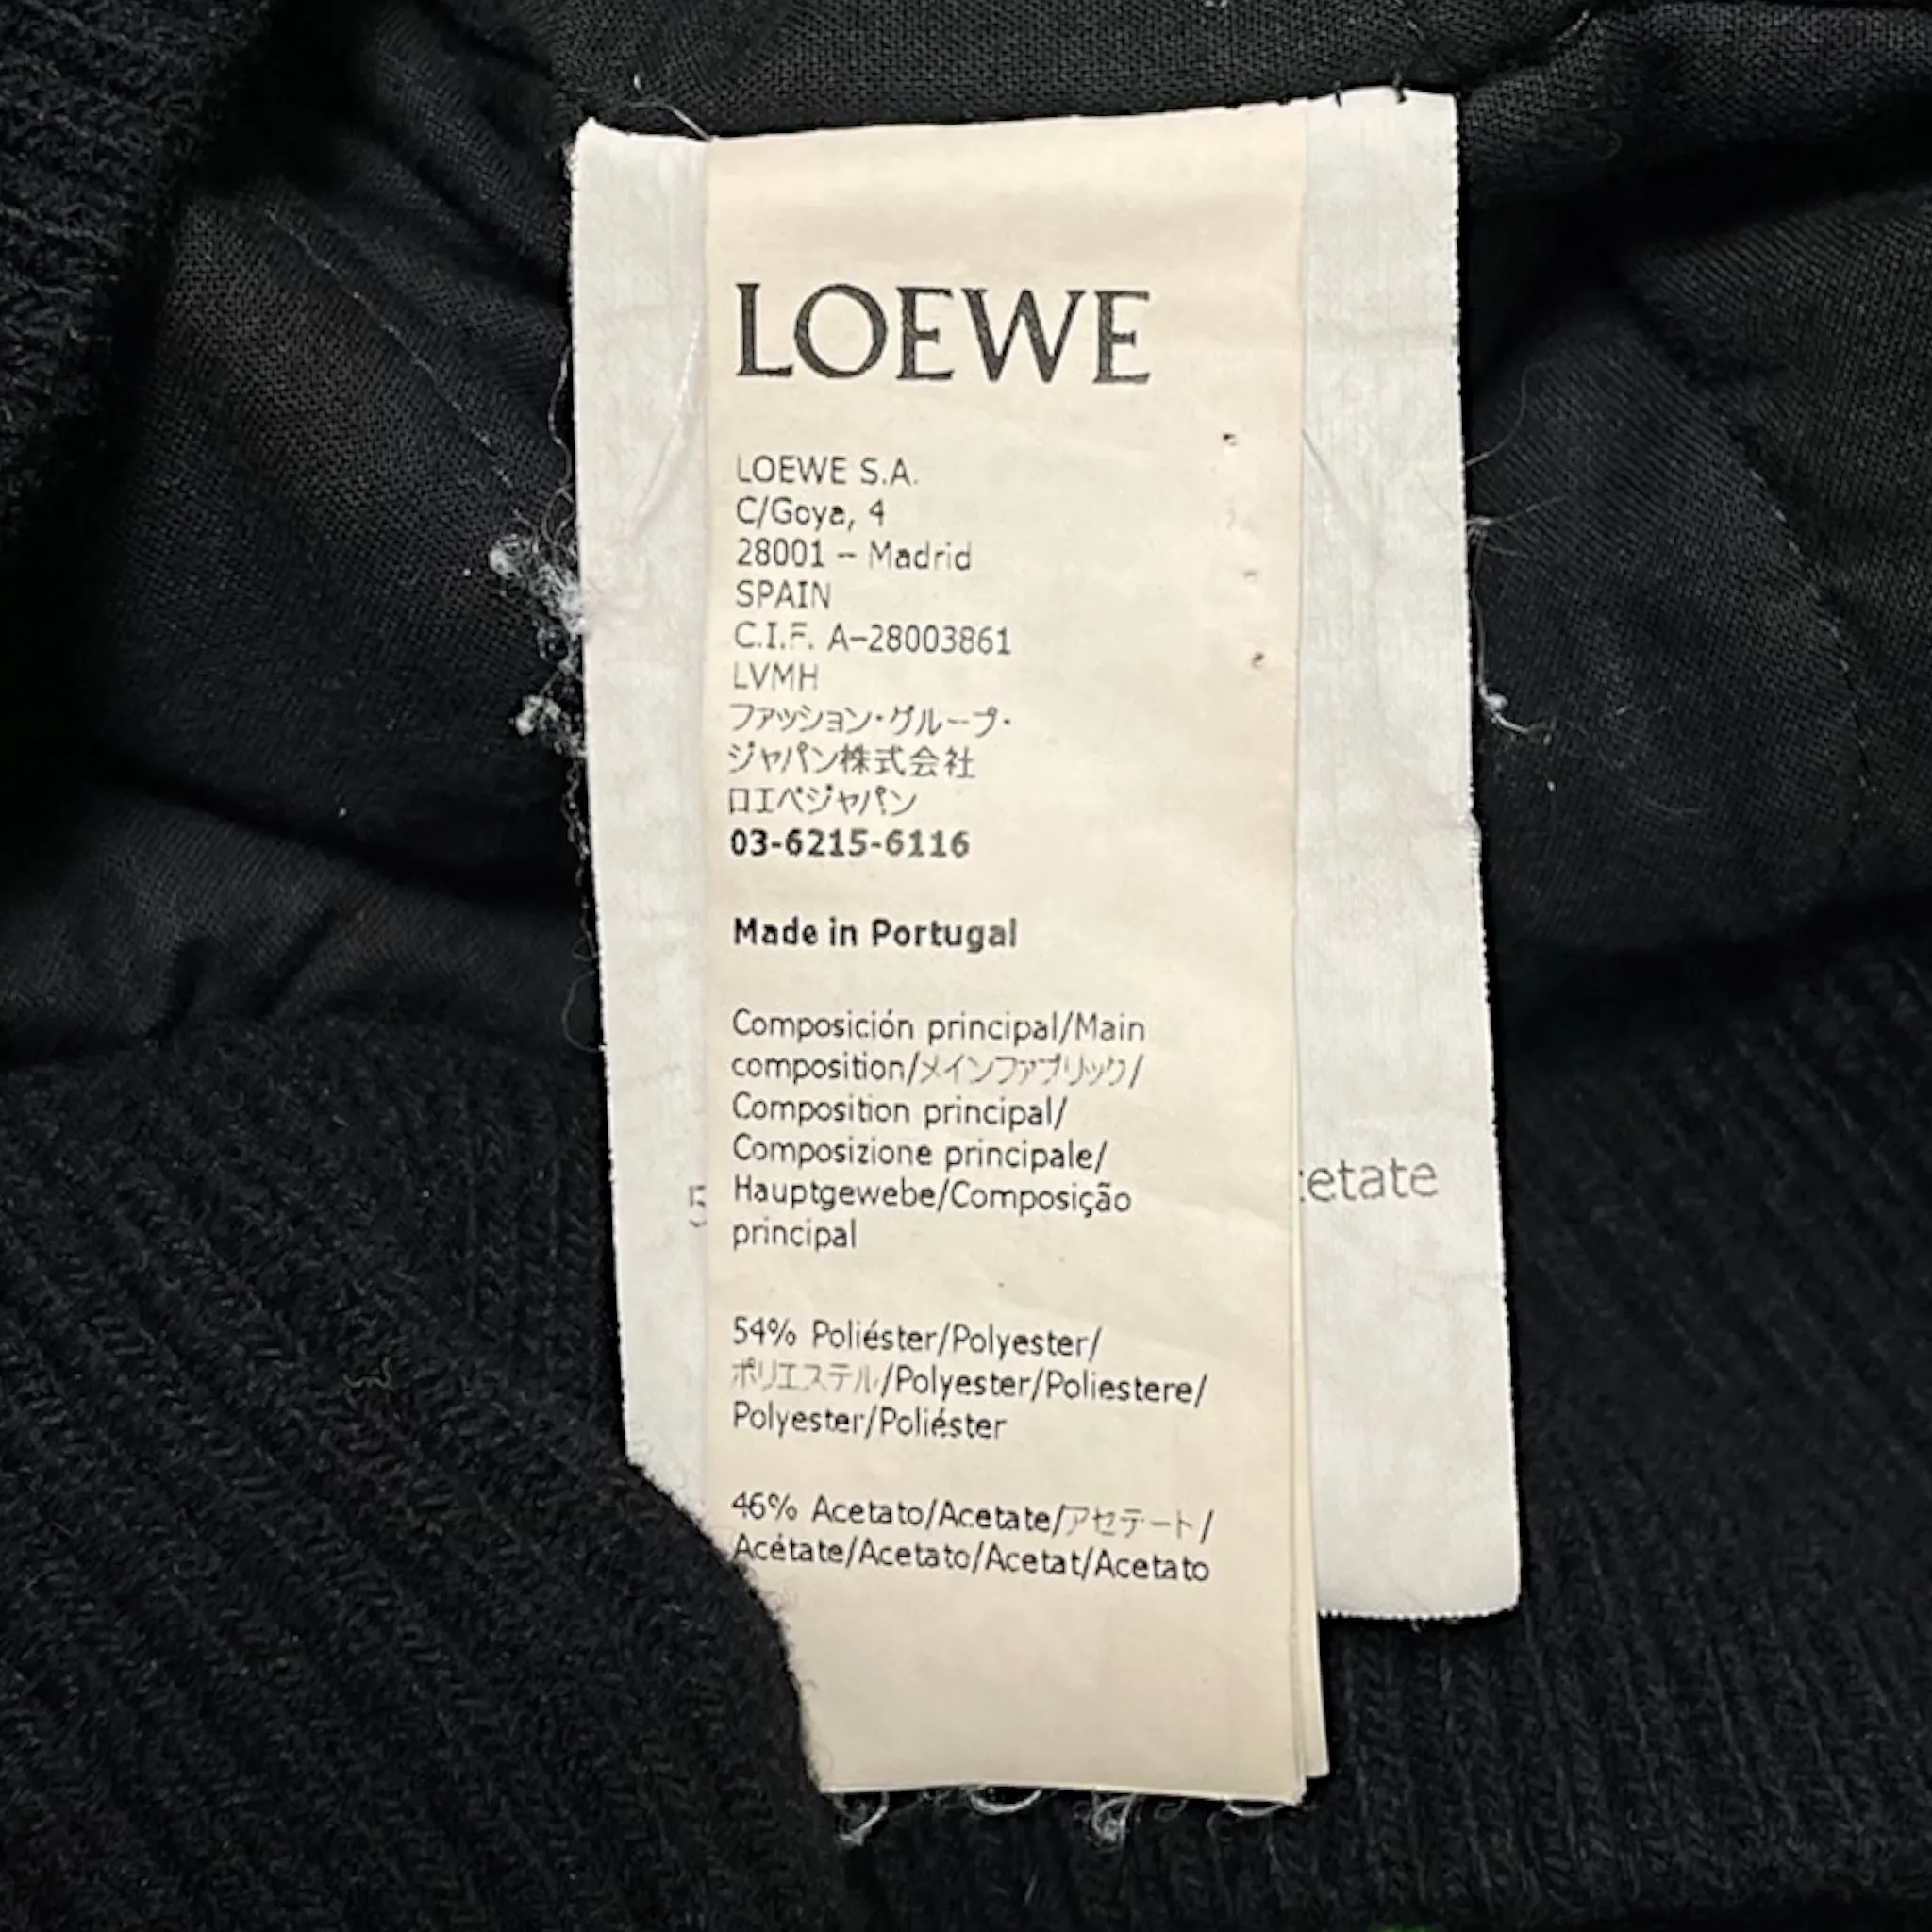 LOEWE
LOEWE S.A.
C/Goya, 4
28001 – Madrid
SPAIN
C.I.F. A–28003861
LVMH
ファッション・グループ・
ジャパン株式会社
ロエベジャパン
03-6215-6116
Made in Portugal
Composición principal/Main
composition/メインファブリック/
Composition principal/
Composizione principale/
Hauptgewebe/Composição
principal
54% Poliéster/Polyester/
ポリエステル/Polyester/Poliestere/
Polyester/Poliéster
46% Acetato/Acetate/アセテート/
Acétate/Acetato/Acetat/Acetato
etate